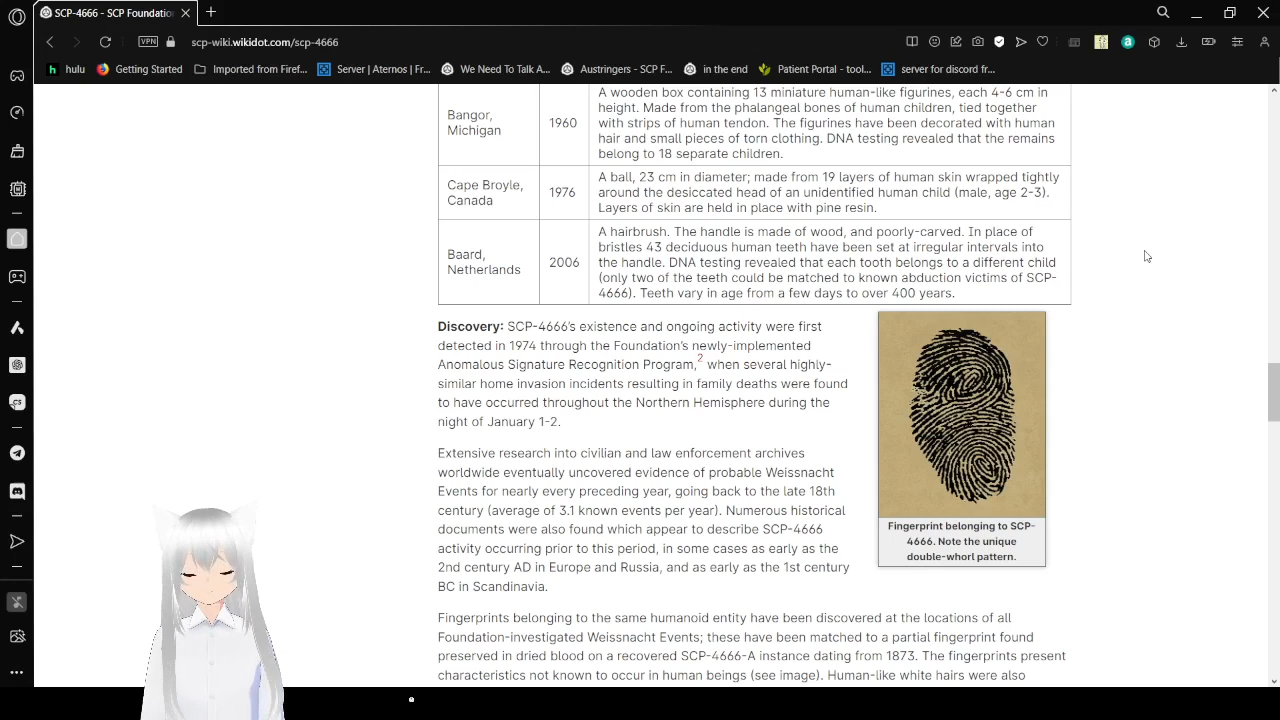 SCP-4666 - SCP Foundatio
scp-wiki.wikidot.com/scp-4666
VPN
hulu
Getting Started
Imported from Firef...
Server | Aternos | Fr...
We Need To Talk A...
Austringers - SCP F...
in the end
Patient Portal - tool...
server for discord fr...
A wooden box containing 13 miniature human-like figurines, each 4-6 cm in
height. Made from the phalangeal bones of human children, tied together
Bangor,
Michigan
1960
with strips of human tendon. The figurines have been decorated with human
hair and small pieces of torn clothing. DNA testing revealed that the remains
belong to 18 separate children.
Cape Broyle,
Canada
1976
A ball, 23 cm in diameter; made from 19 layers of human skin wrapped tightly
around the desiccated head of an unidentified human child (male, age 2-3).
Layers of skin are held in place with pine resin.
Baard,
Netherlands
2006
A hairbrush. The handle is made of wood, and poorly-carved. In place of
bristles 43 deciduous human teeth have been set at irregular intervals into
the handle. DNA testing revealed that each tooth belongs to a different child
(only two of the teeth could be matched to known abduction victims of SCP-
4666). Teeth vary in age from a few days to over 400 years.
Discovery: SCP-4666's existence and ongoing activity were first
detected in 1974 through the Foundation's newly-implemented
Anomalous Signature Recognition Program,2 when several highly-
similar home invasion incidents resulting in family deaths were found
to have occurred throughout the Northern Hemisphere during the
night of January 1-2.
Extensive research into civilian and law enforcement archives
worldwide eventually uncovered evidence of probable Weissnacht
Events for nearly every preceding year, going back to the late 18th
century (average of 3.1 known events per year). Numerous historical
documents were also found which appear to describe SCP-4666
activity occurring prior to this period, in some cases as early as the
2nd century AD in Europe and Russia, and as early as the 1st century
BC in Scandinavia.
Fingerprint belonging to SCP-
4666. Note the unique
double-whorl pattern.
Fingerprints belonging to the same humanoid entity have been discovered at the locations of all
Foundation-investigated Weissnacht Events; these have been matched to a partial fingerprint found
preserved in dried blood on a recovered SCP-4666-A instance dating from 1873. The fingerprints present
characteristics not known to occur in human beings (see image). Human-like white hairs were also